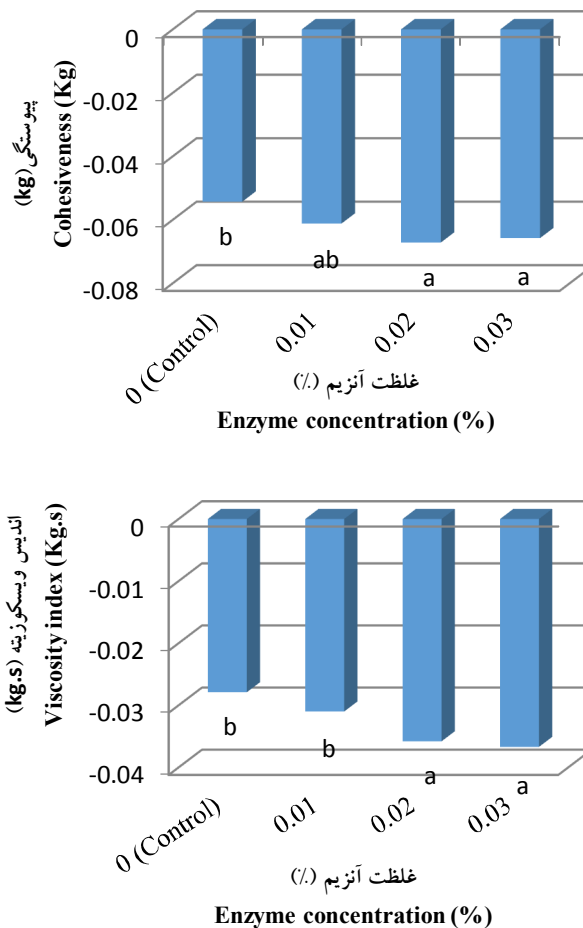 0
-0.02
-0.04
-0.06
-0.08
پیوستگی (kg)
Cohesiveness (Kg)
b
ab
a
a
0 (Control)
0.01
0.02
0.03
غلظت آنزیم (٪)
Enzyme concentration (%)
0
-0.01
-0.02
-0.03
-0.04
اندیس ویسکوزیته (kg.s)
Viscosity index (Kg.s)
b
b
a
a
0 (Control)
0.01
0.02
0.03
غلظت آنزیم (٪)
Enzyme concentration (%)